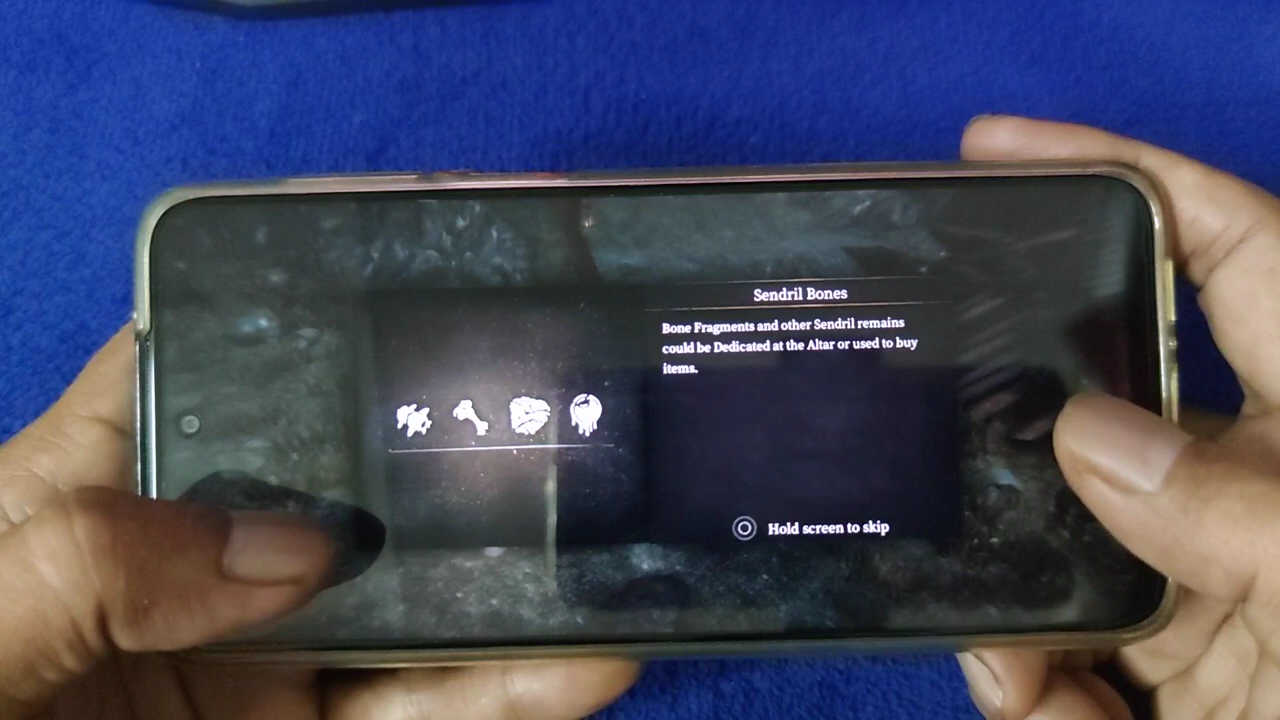 Sendril Bones
Bone Fragments and other Sendril remains
could be Dedicated at the Altar or used to buy
items.
Hold screen to skip